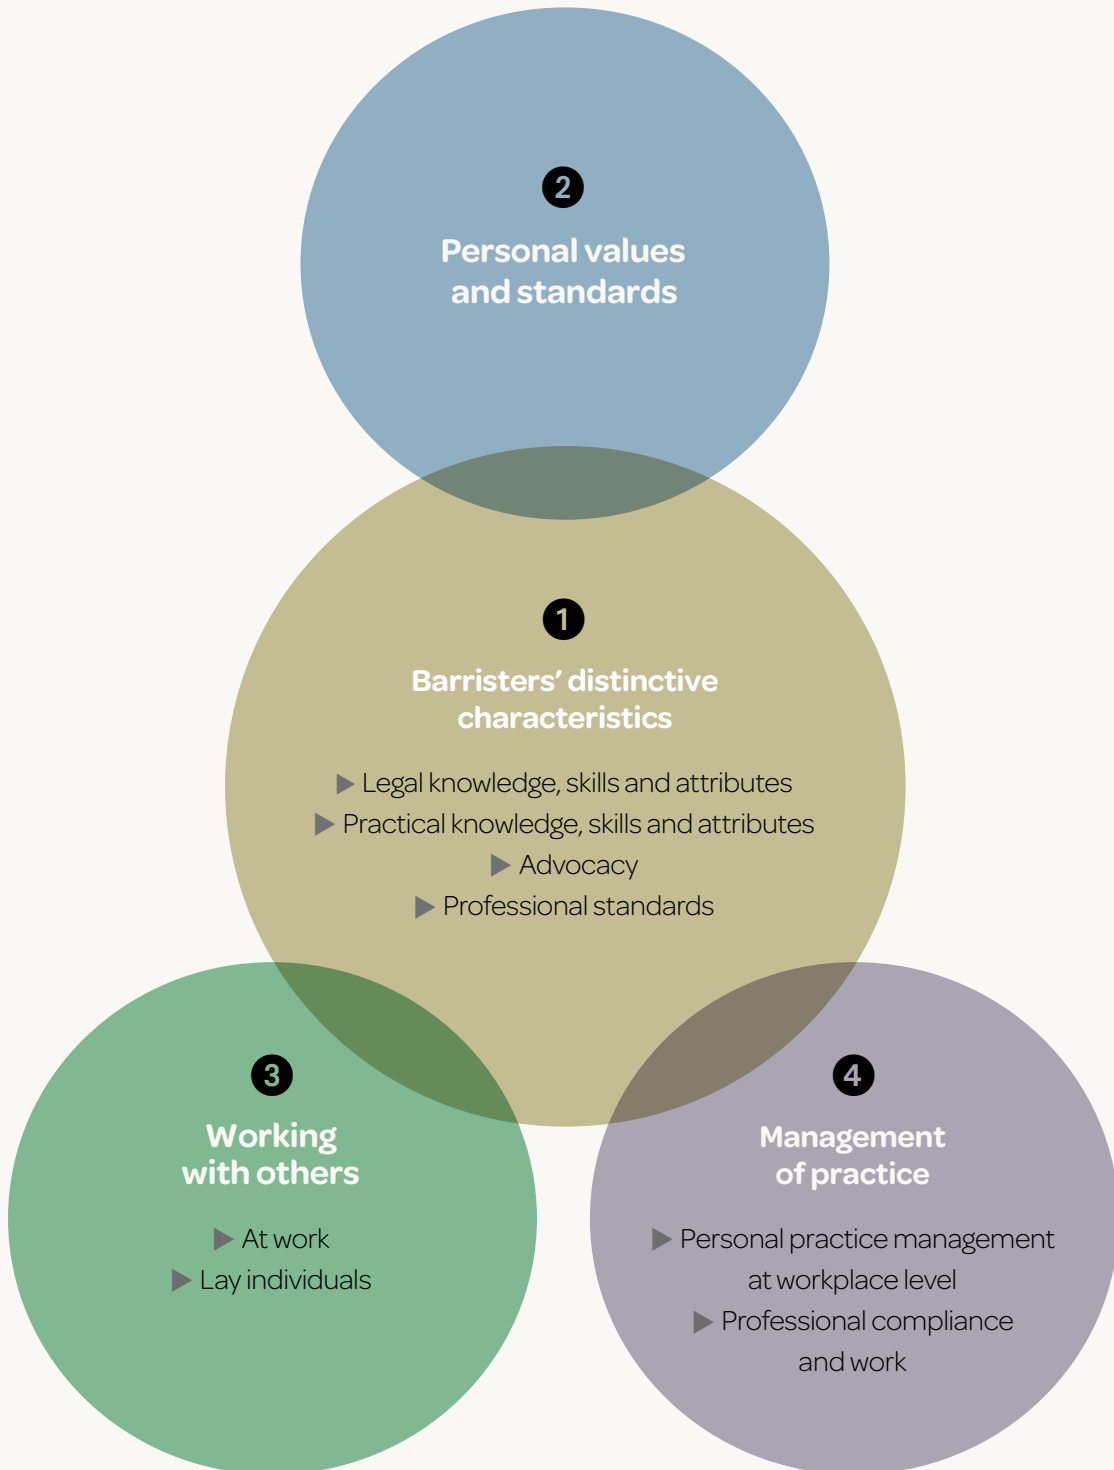 2
Personal values
and standards
1
Barristers’ distinctive
characteristics
▶ Legal knowledge, skills and attributes
▶ Practical knowledge, skills and attributes
▶ Advocacy
▶ Professional standards
3
Working
with others
▶ At work
▶ Lay individuals
4
Management
of practice
▶ Personal practice management
at workplace level
▶ Professional compliance
and work